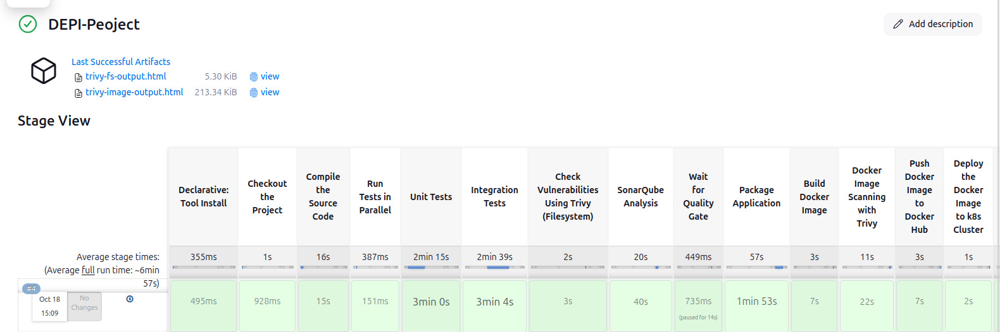 DEPI-Peoject
Add description
Last Successful Artifacts
trivy-fs-output.html 5.30 KiB view
trivy-image-output.html 213.34 KiB view
Stage View
Declarative:
Tool Install
Checkout
the
Project
Compile
the
Source
Code
Run
Tests in
Parallel
Unit Tests
Integration
Tests
Check
Vulnerabilities
Using Trivy
(Filesystem)
SonarQube
Analysis
Wait
for
Quality
Gate
Package
Application
Build
Docker
Image
Docker
Image
Scanning
with
Trivy
Push
Docker
Image
to
Docker
Hub
Deploy
the
Docker
Image
to k8s
Cluster
Average stage times:
(Average full run time: ~6min
57s)
355ms 1s 16s 387ms 2min 15s 2min 39s 2s 20s 449ms 57s 3s 11s 3s 1s
#4
Oct 18
15:09
No
Changes
495ms 928ms 15s 151ms 3min 0s 3min 4s 3s 40s 735ms 1min 53s 7s 22s 7s 2s
(paused for 14s)